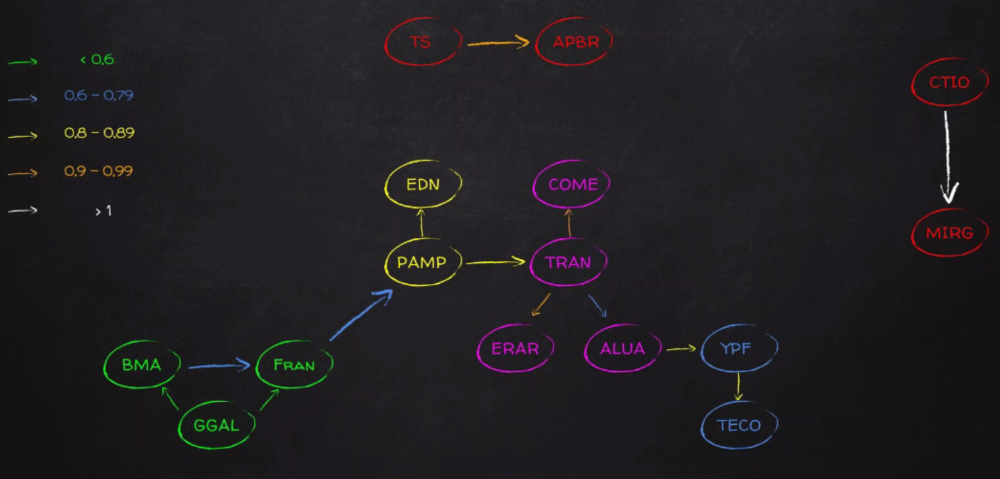 TS
APBR
< 0,6
CTIO
0,6 – 0,79
0,8 – 0,89
0,9 – 0,99
EDN
COME
> 1
MIRG
PAMP
TRAN
ERAR
ALUA
YPF
BMA
FRAN
GGAL
TECO